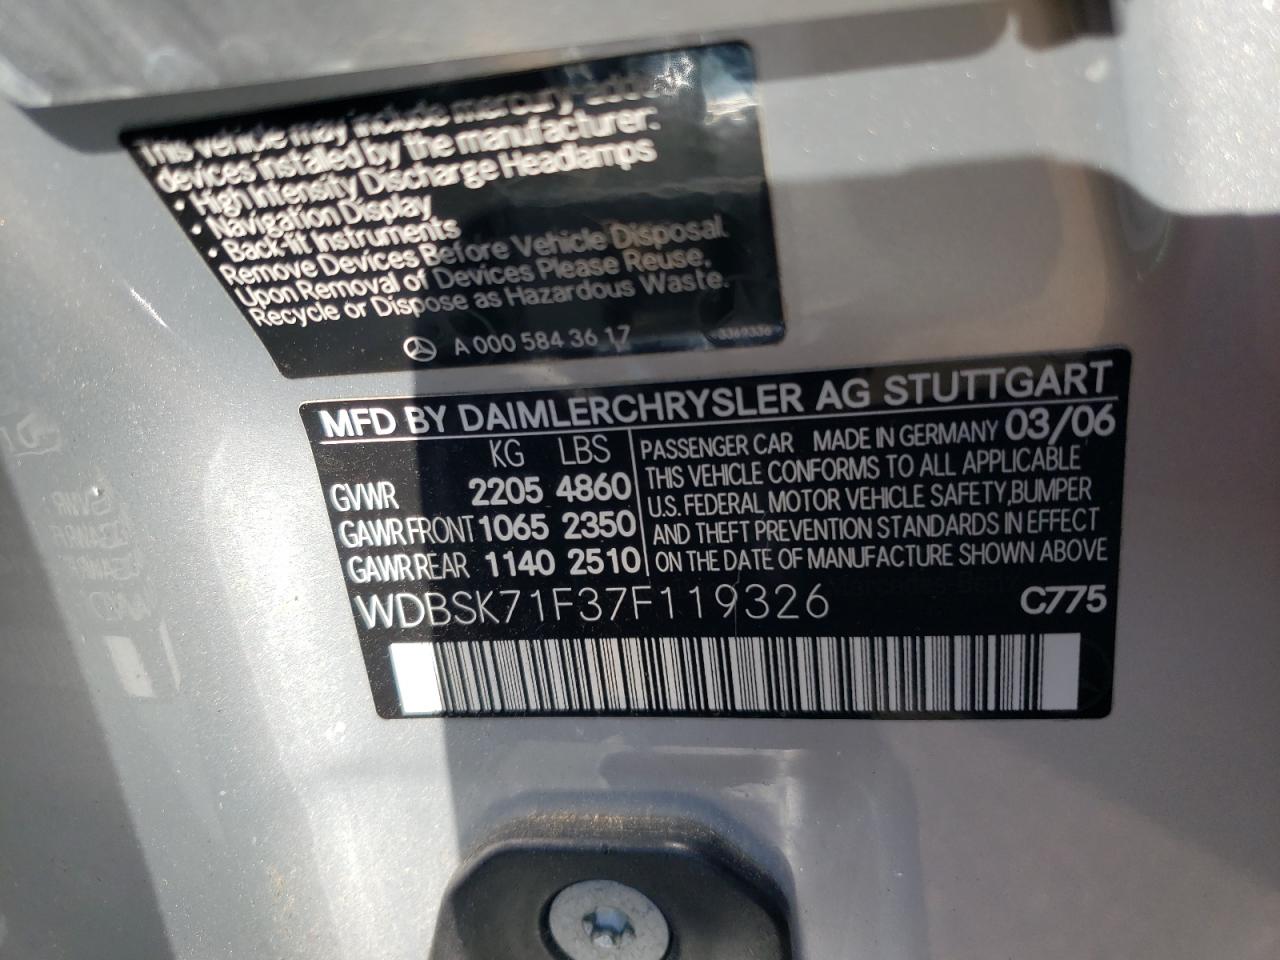 This vehicle may include mercury-added
devices installed by the manufacturer:
• High Intensity Discharge Headlamps
• Navigation Display
• Back-lit Instruments
Remove Devices Before Vehicle Disposal.
Upon Removal of Devices Please Reuse,
Recycle or Dispose as Hazardous Waste.
A 000 584 36 17
MFD BY DAIMLERCHRYSLER AG STUTTGART
KG LBS
GVWR 2205 4860
GAWR FRONT 1065 2350
GAWR REAR 1140 2510
PASSENGER CAR MADE IN GERMANY 03/06
THIS VEHICLE CONFORMS TO ALL APPLICABLE
U.S. FEDERAL MOTOR VEHICLE SAFETY, BUMPER
AND THEFT PREVENTION STANDARDS IN EFFECT
ON THE DATE OF MANUFACTURE SHOWN ABOVE
WDBSK71F37F119326 C775